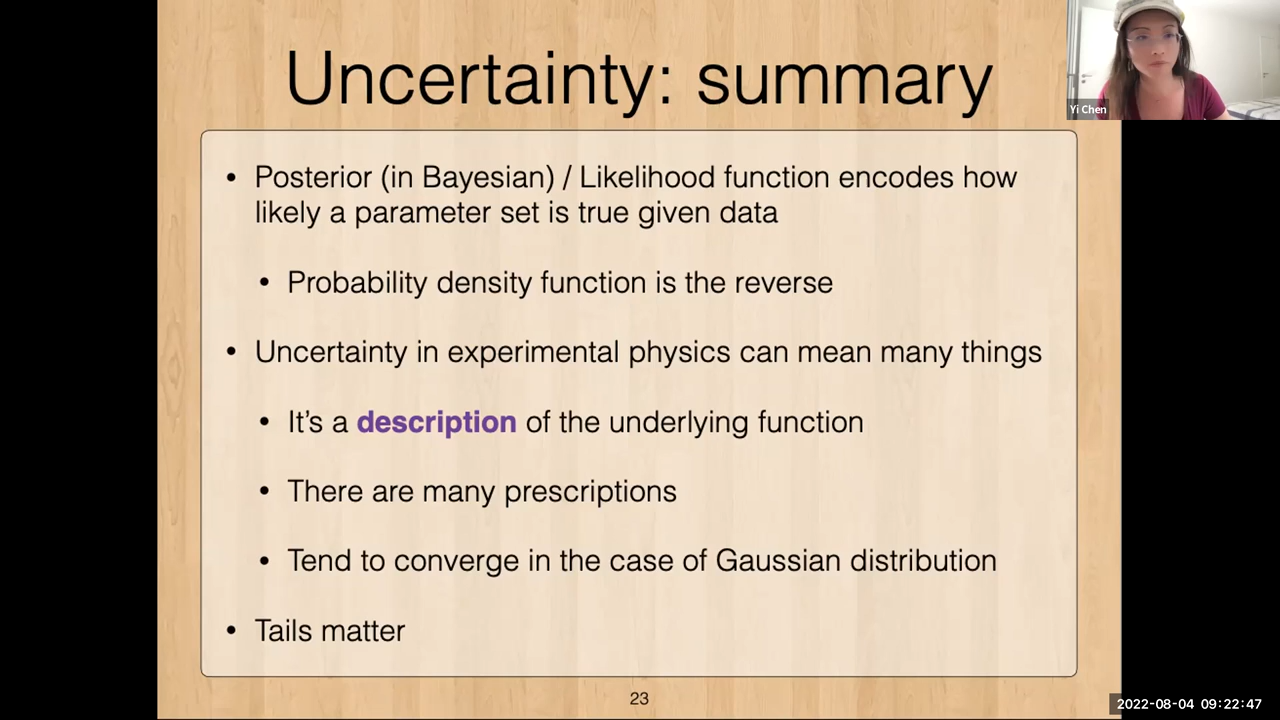 Uncertainty: summary
Yi Chen
• Posterior (in Bayesian) / Likelihood function encodes how
likely a parameter set is true given data
• Probability density function is the reverse
• Uncertainty in experimental physics can mean many things
• It’s a description of the underlying function
• There are many prescriptions
• Tend to converge in the case of Gaussian distribution
• Tails matter
23
2022-08-04 09:22:47